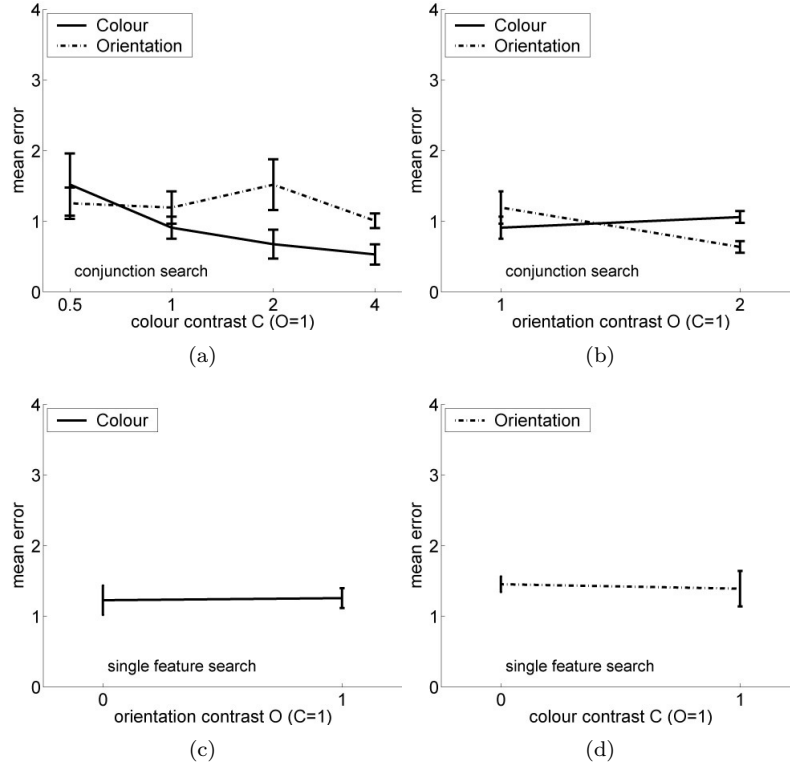 Colour
Orientation
4
3
2
1
0
mean error
conjunction search
0.5 1 2 4
colour contrast C (O=1)
(a)
Colour
Orientation
4
3
2
1
0
mean error
conjunction search
1 2
orientation contrast O (C=1)
(b)
Colour
4
3
2
1
0
mean error
single feature search
0 1
orientation contrast O (C=1)
(c)
Orientation
4
3
2
1
0
mean error
single feature search
0 1
colour contrast C (O=1)
(d)